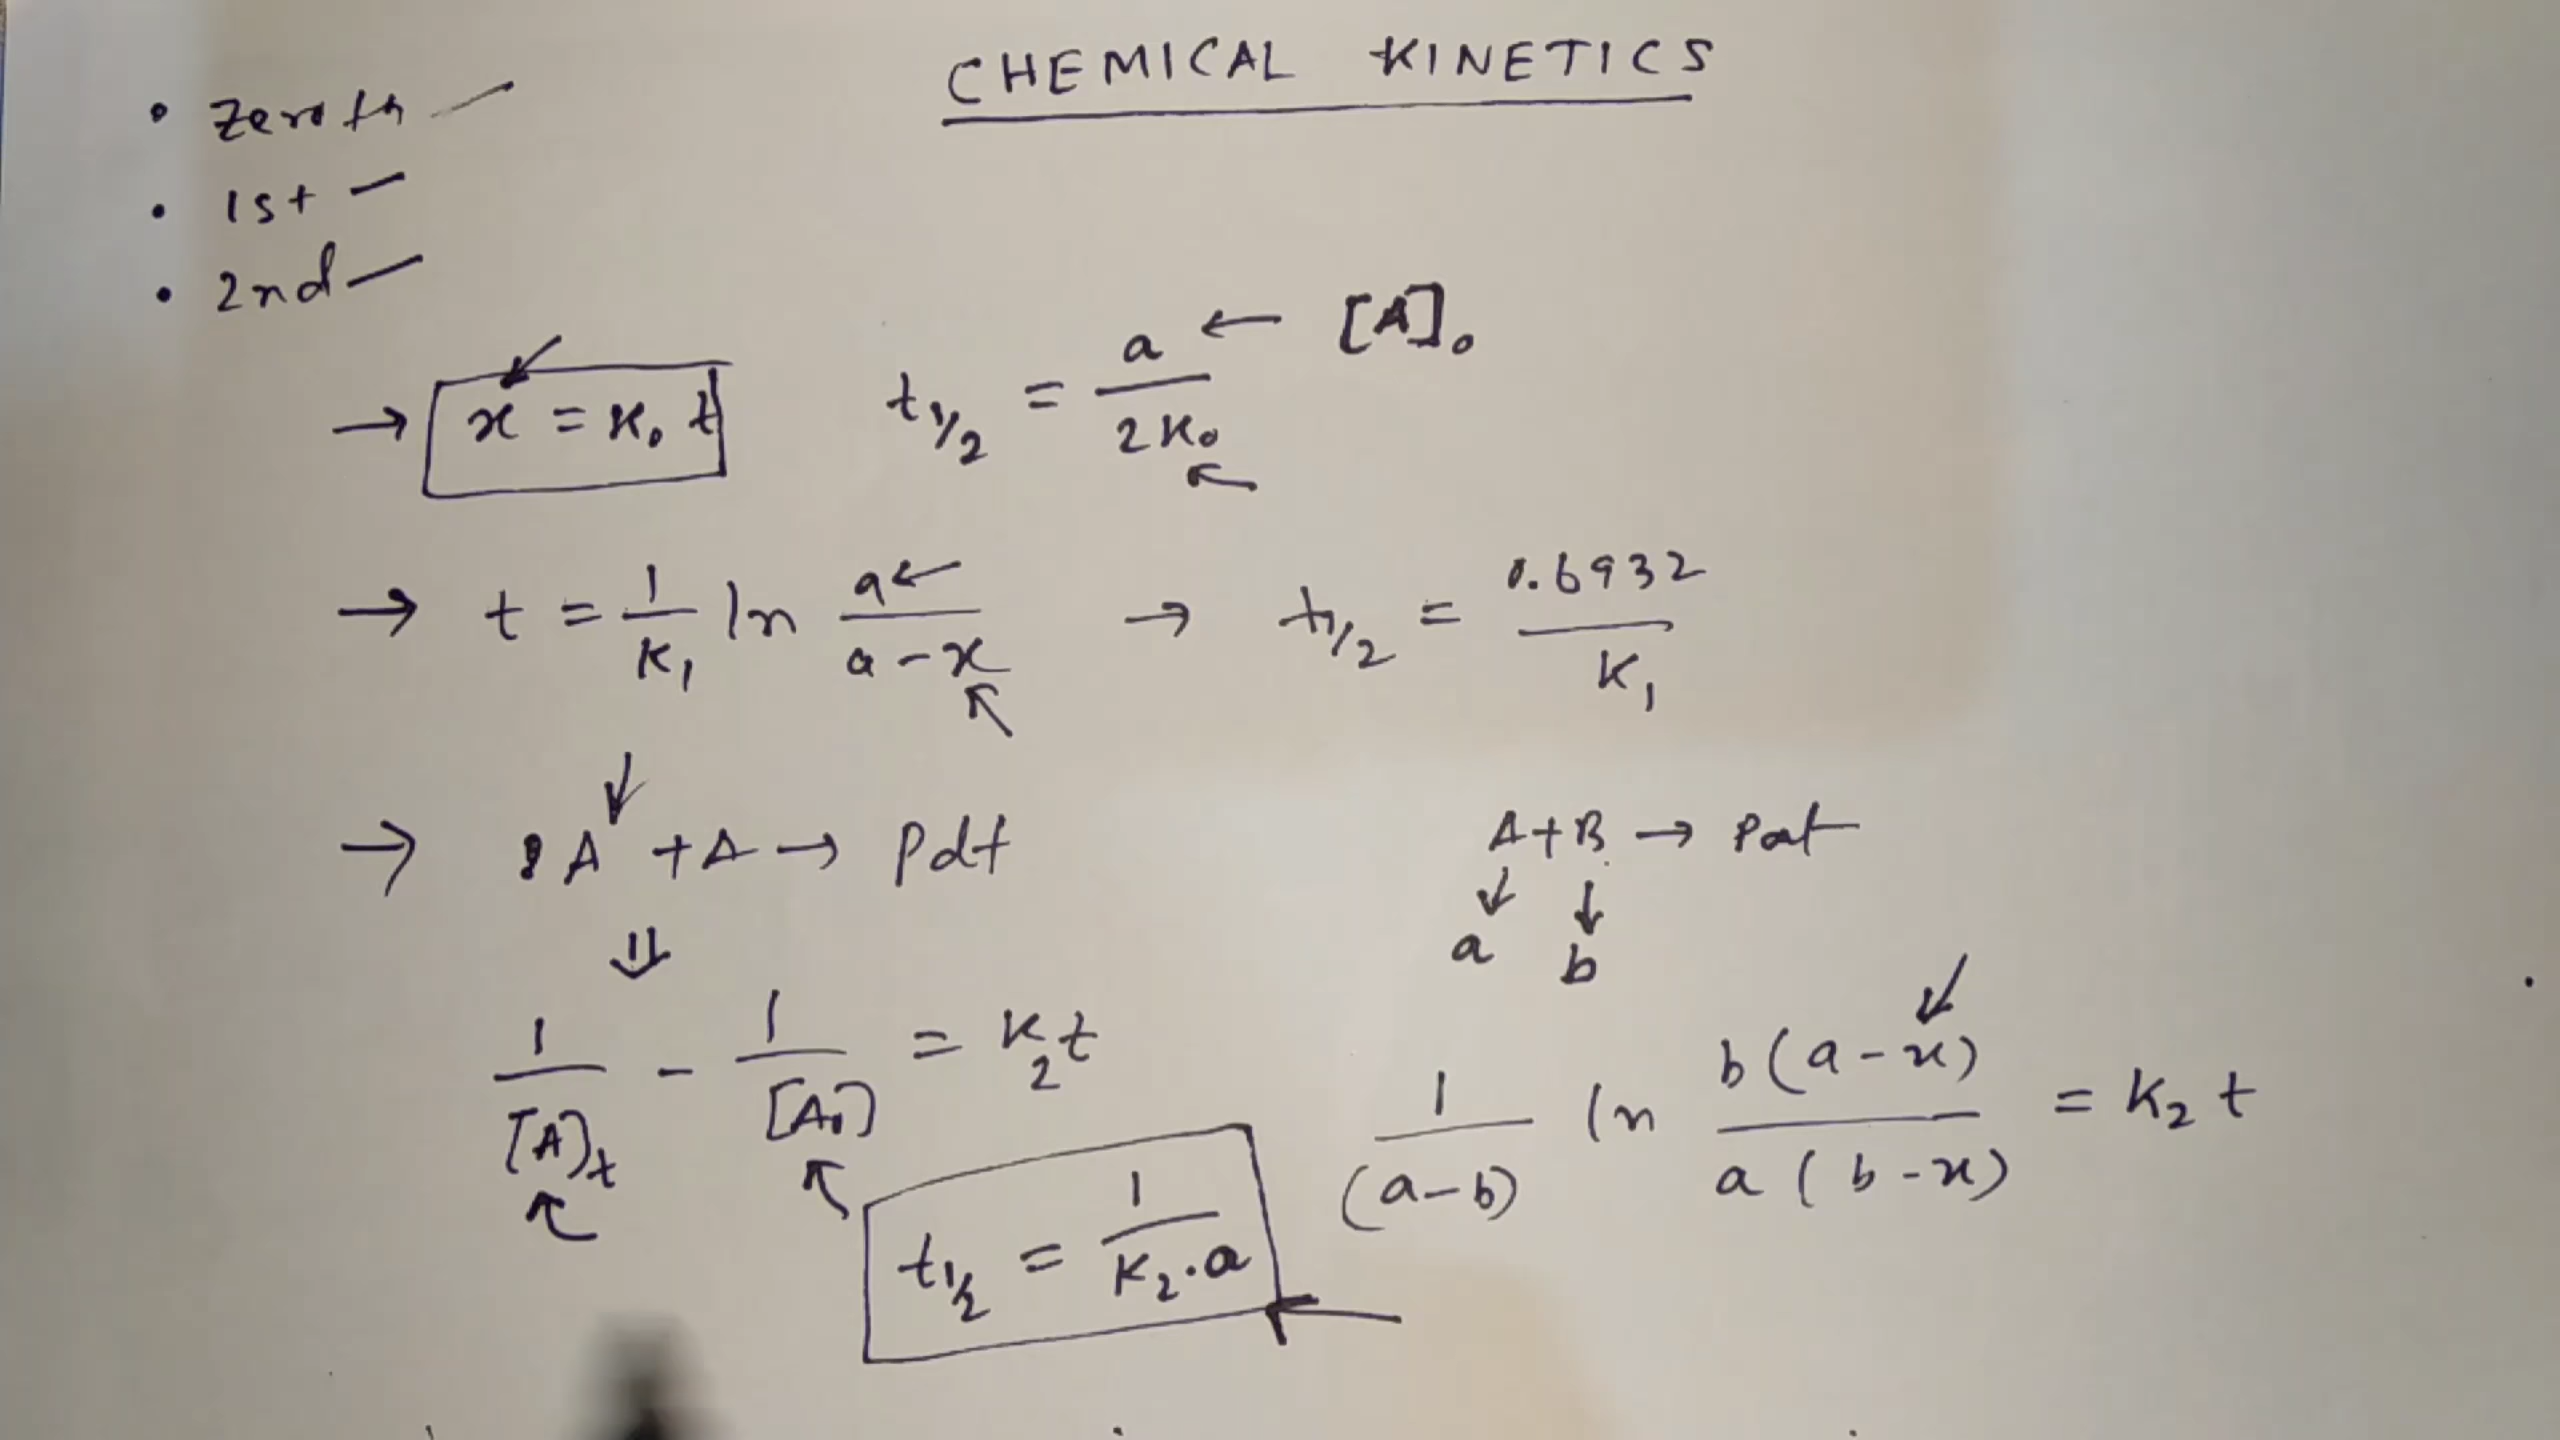 CHEMICAL KINETICS
• Zeroth —
• 1st —
• 2nd —
→ x = K₀ t
t1/2 = a / 2K₀ ← [A]₀
→ t = 1/K₁ ln a / a-x → t1/2 = 0.6932 / K₁
→ A + A → Pdt
A + B → Pdt
a b
⇓
1/[A]t - 1/[A₀] = K₂t
1/(a-b) ln b(a-x) / a(b-x) = K₂ t
t1/2 = 1 / K₂.a